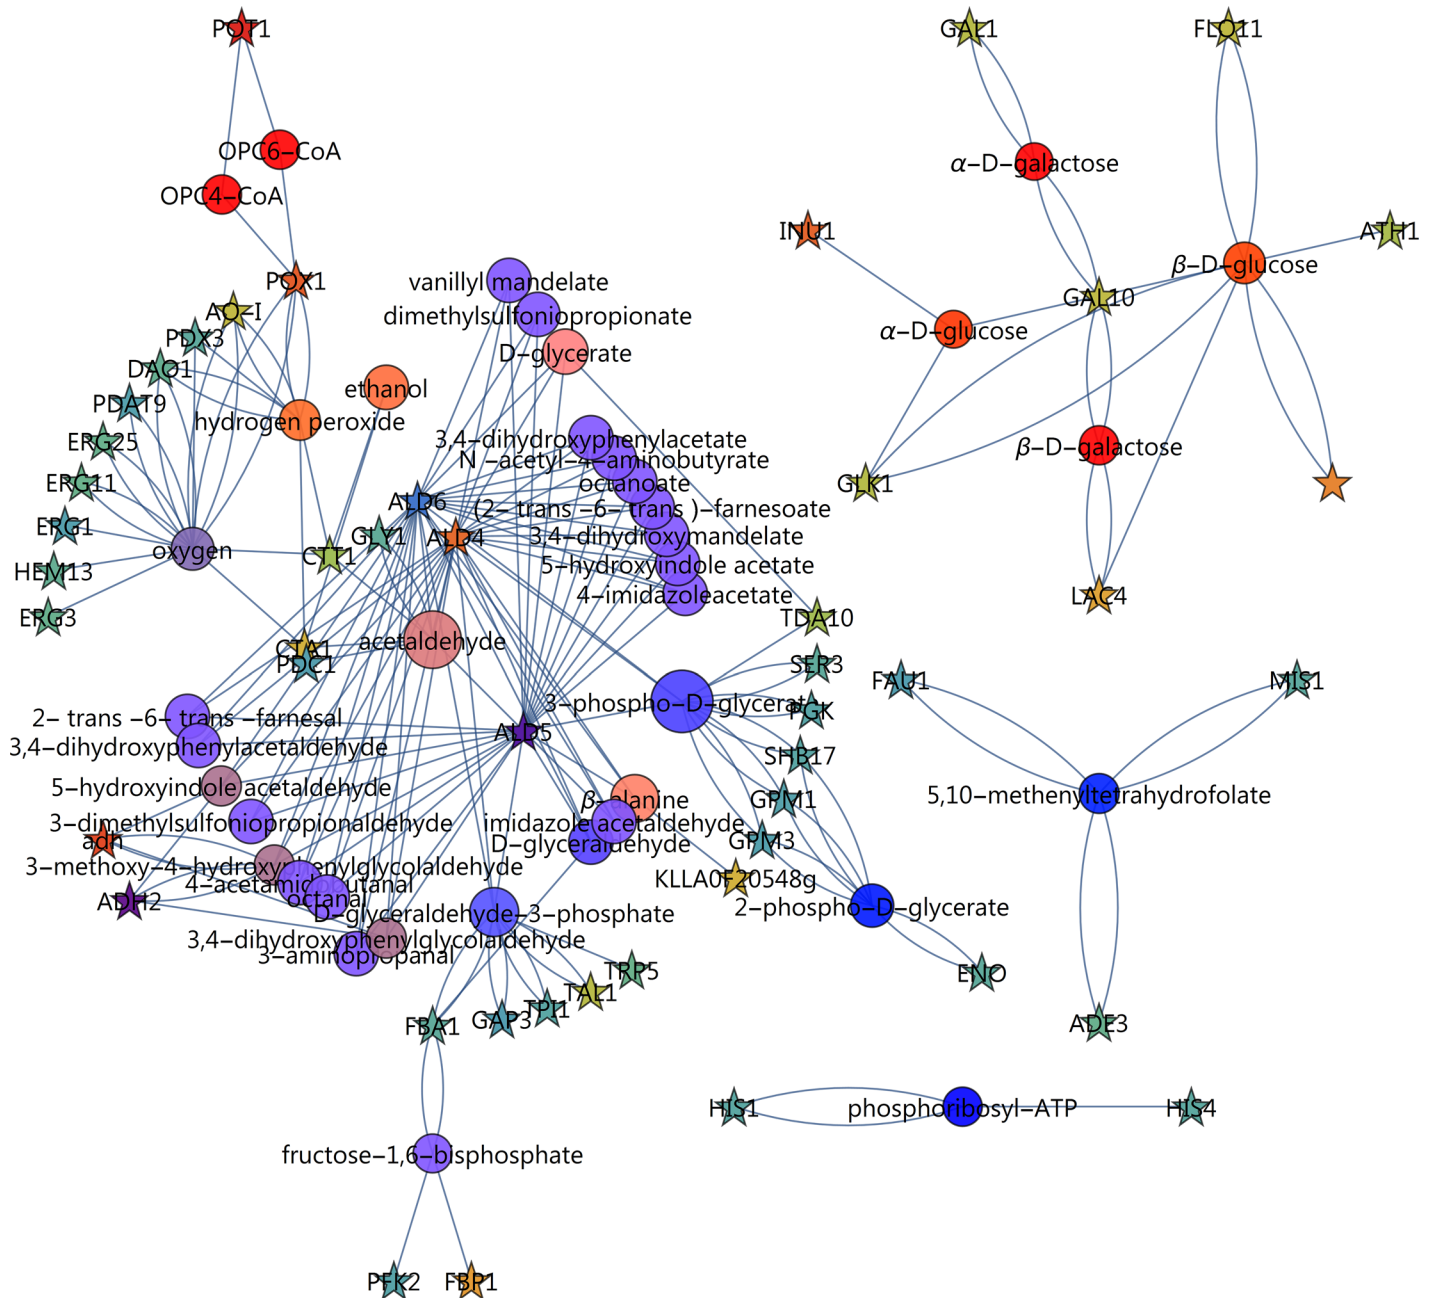 POT1
GAL1
FLO11
OPC6–CoA
α–D–galactose
OPC4–CoA
INU1
ATH1
β–D–glucose
POX1
vanillyl mandelate
GAL10
dimethylsulfoniopropionate
α–D–glucose
PDX3
D–glycerate
DAO1
ethanol
PDAT9
hydrogen peroxide
ERG25
3,4–dihydroxyphenylacetate
β–D–galactose
N –acetyl–4–aminobutyrate
ERG11
octanoate
GLK1
ALD6
(2– trans –6– trans )–farnesoate
ERG1
GLT1
ALD4
3,4–dihydroxymandelate
oxygen
CTT1
5–hydroxyindole acetate
HEM13
4–imidazoleacetate
LAC4
ERG3
TDA10
acetaldehyde
CTA1
PDC1
SER3
FAU1
MIS1
3–phospho–D–glycerate
PGK
2– trans –6– trans –farnesal
ALD5
3,4–dihydroxyphenylacetaldehyde
SHB17
5–hydroxyindole acetaldehyde
5,10–methenyltetrahydrofolate
β–alanine
GPM1
3–dimethylsulfoniopropionaldehyde
imidazole acetaldehyde
adh
D–glyceraldehyde
GPM3
3–methoxy–4–hydroxyphenylglycolaldehyde
KLLA0F20548g
4–acetamidobutanal
octanal
ADH2
2–phospho–D–glycerate
D–glyceraldehyde–3–phosphate
3,4–dihydroxyphenylglycolaldehyde
3–aminopropanal
TRP5
ENO
TAL1
TPI1
GAP3
FBA1
ADE3
HIS1
phosphoribosyl–ATP
HIS4
fructose–1,6–bisphosphate
PFK2
FBP1